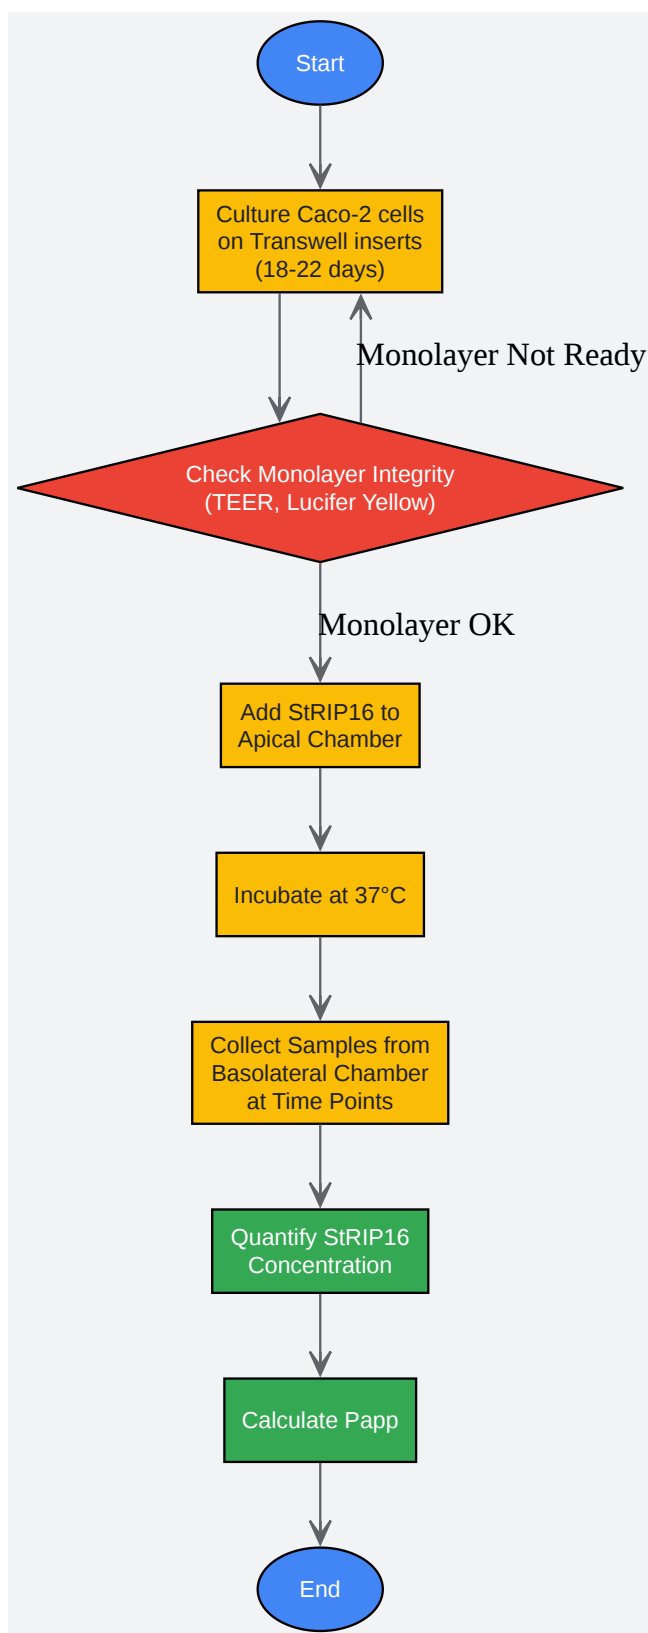 Start
Culture Caco-2 cells
on Transwell inserts
(18-22 days)
Monolayer Not Ready
Check Monolayer Integrity
(TEER, Lucifer Yellow)
Monolayer OK
Add StRIP16 to
Apical Chamber
Incubate at 37°C
Collect Samples from
Basolateral Chamber
at Time Points
Quantify StRIP16
Concentration
Calculate Papp
End